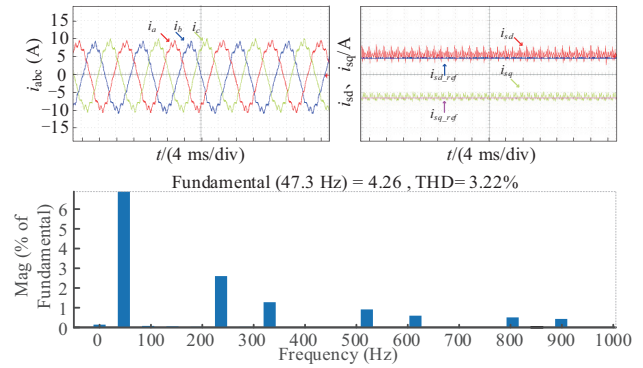 i_a i_b i_c
i_abc (A)
15
10
5
0
−5
−10
−15
t/(4 ms/div)
i_sd、i_sq/A
i_sd
i_sd_ref
i_sq
i_sq_ref
t/(4 ms/div)
Fundamental (47.3 Hz) = 4.26 , THD= 3.22%
Mag (% of
Fundamental)
6
5
4
3
2
1
0
0 100 200 300 400 500 600 700 800 900 1000
Frequency (Hz)